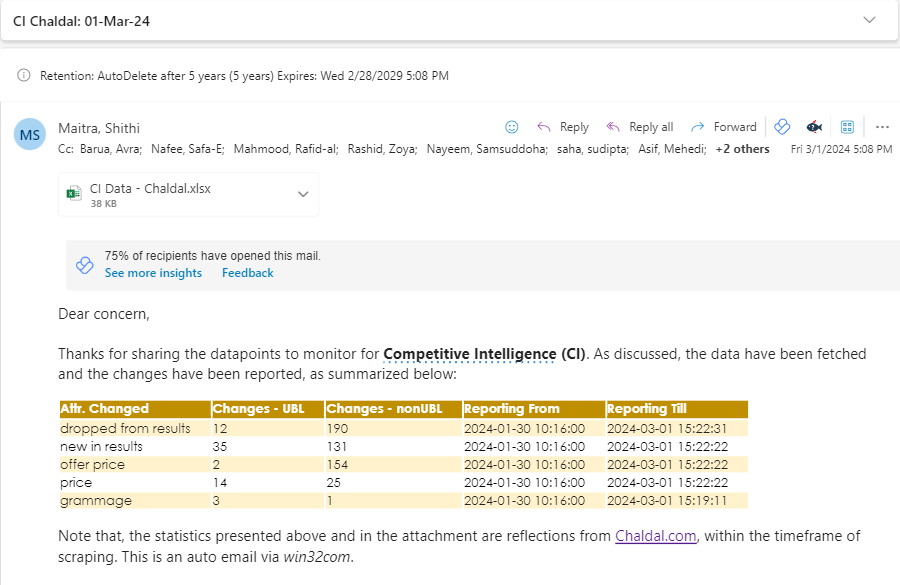 CI Chaldal: 01-Mar-24
Retention: AutoDelete after 5 years (5 years) Expires: Wed 2/28/2029 5:08 PM
MS
Maitra, Shithi
Reply Reply all Forward
Cc: Barua, Avra; Nafee, Safa-E; Mahmood, Rafid-al; Rashid, Zoya; Nayeem, Samsuddoha; saha, sudipta; Asif, Mehedi; +2 others
Fri 3/1/2024 5:08 PM
CI Data - Chaldal.xlsx
38 KB
75% of recipients have opened this mail.
See more insights Feedback
Dear concern,
Thanks for sharing the datapoints to monitor for Competitive Intelligence (CI). As discussed, the data have been fetched
and the changes have been reported, as summarized below:
Attr. Changed Changes - UBL Changes - nonUBL Reporting From Reporting Till
dropped from results 12 190 2024-01-30 10:16:00 2024-03-01 15:22:31
new in results 35 131 2024-01-30 10:16:00 2024-03-01 15:22:22
offer price 2 154 2024-01-30 10:16:00 2024-03-01 15:22:22
price 14 25 2024-01-30 10:16:00 2024-03-01 15:22:22
grammage 3 1 2024-01-30 10:16:00 2024-03-01 15:19:11
Note that, the statistics presented above and in the attachment are reflections from Chaldal.com, within the timeframe of
scraping. This is an auto email via win32com.